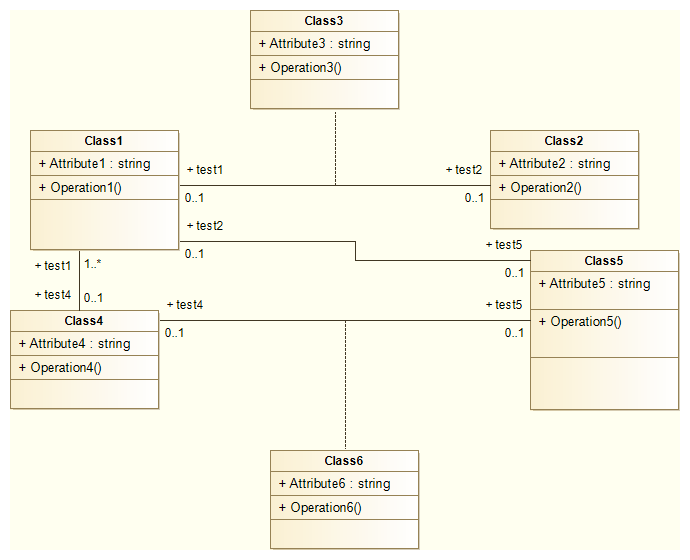 Class3
+ Attribute3 : string
+ Operation3()
Class1
+ Attribute1 : string
+ Operation1()
+ test1
0..1
+ test2
0..1
Class2
+ Attribute2 : string
+ Operation2()
+ test2
0..1
+ test5
0..1
Class5
+ Attribute5 : string
+ Operation5()
+ test1
1..*
+ test4
0..1
Class4
+ Attribute4 : string
+ Operation4()
+ test4
0..1
+ test5
0..1
Class6
+ Attribute6 : string
+ Operation6()